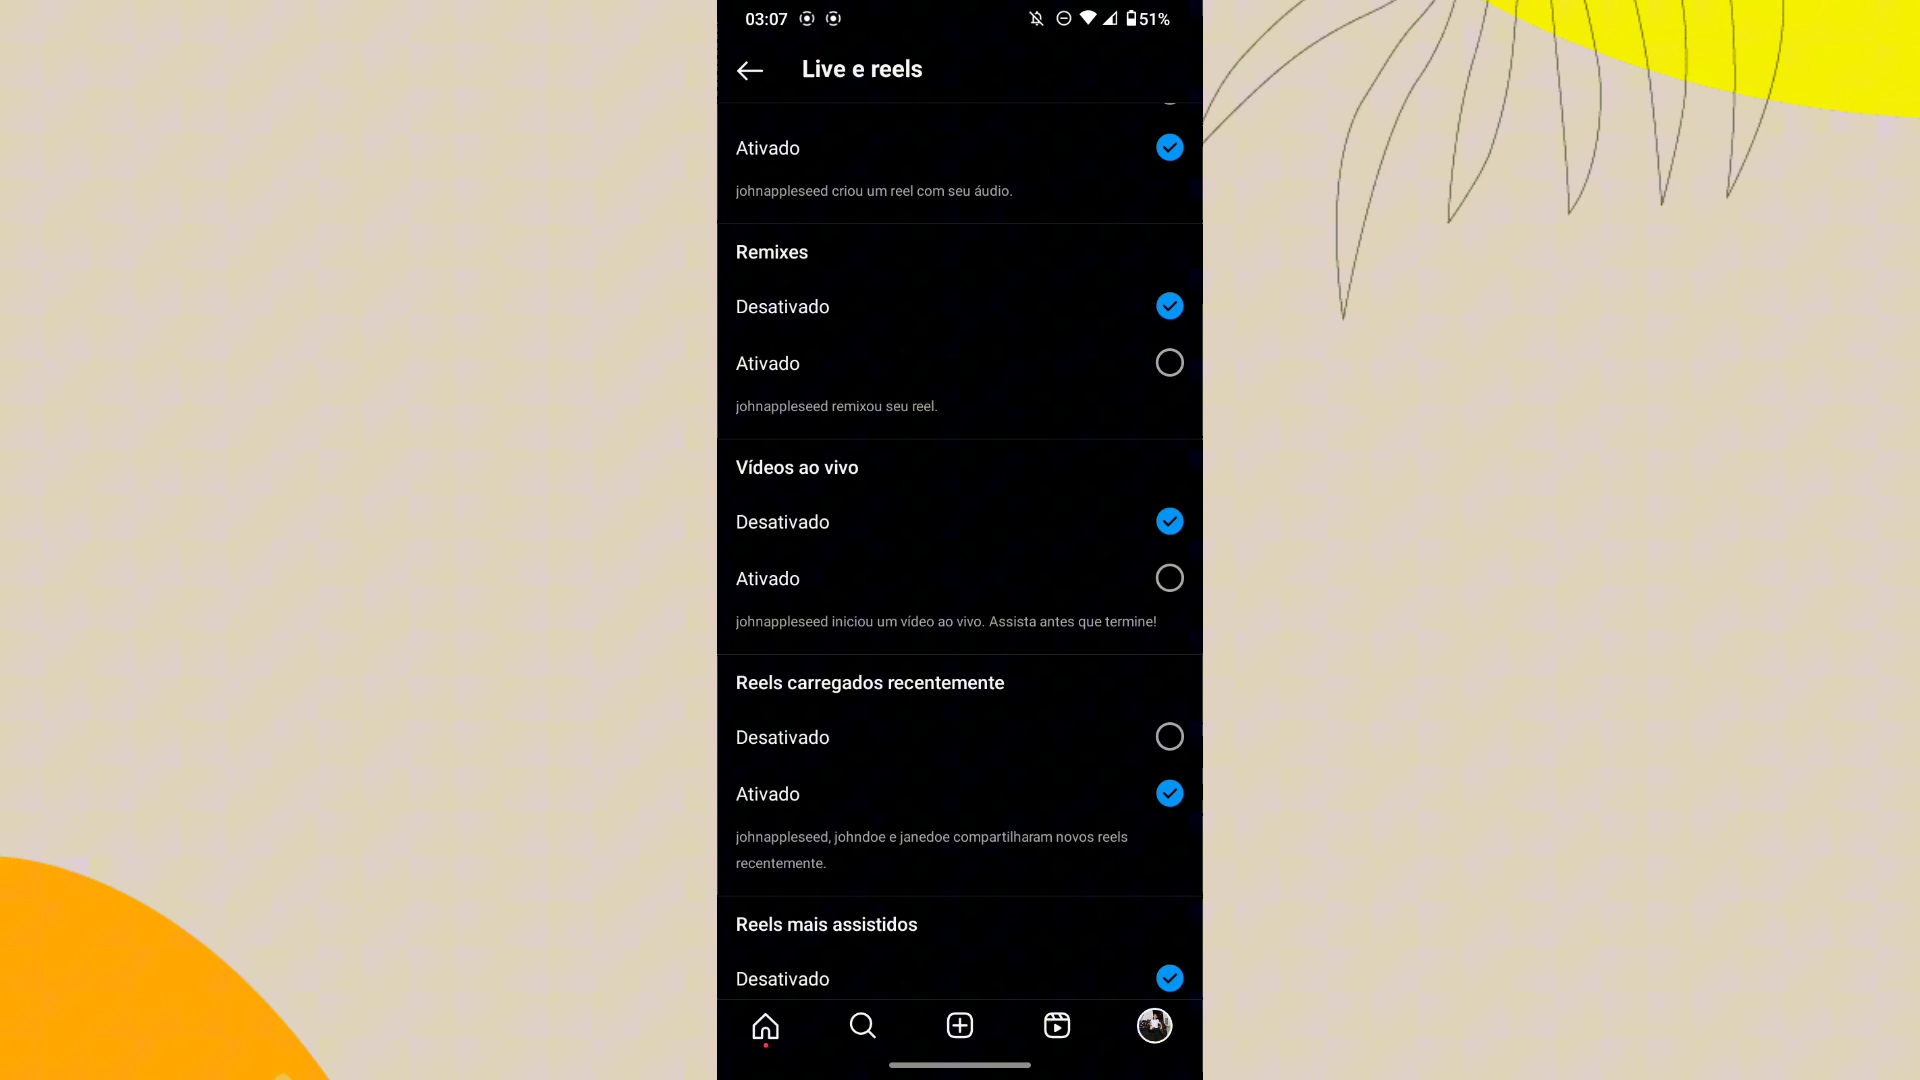 03:07
51%
Live e reels
Ativado
johnappleseed criou um reel com seu áudio.
Remixes
Desativado
Ativado
johnappleseed remixou seu reel.
Vídeos ao vivo
Desativado
Ativado
johnappleseed iniciou um vídeo ao vivo. Assista antes que termine!
Reels carregados recentemente
Desativado
Ativado
johnappleseed, johndoe e janedoe compartilharam novos reels
recentemente.
Reels mais assistidos
Desativado